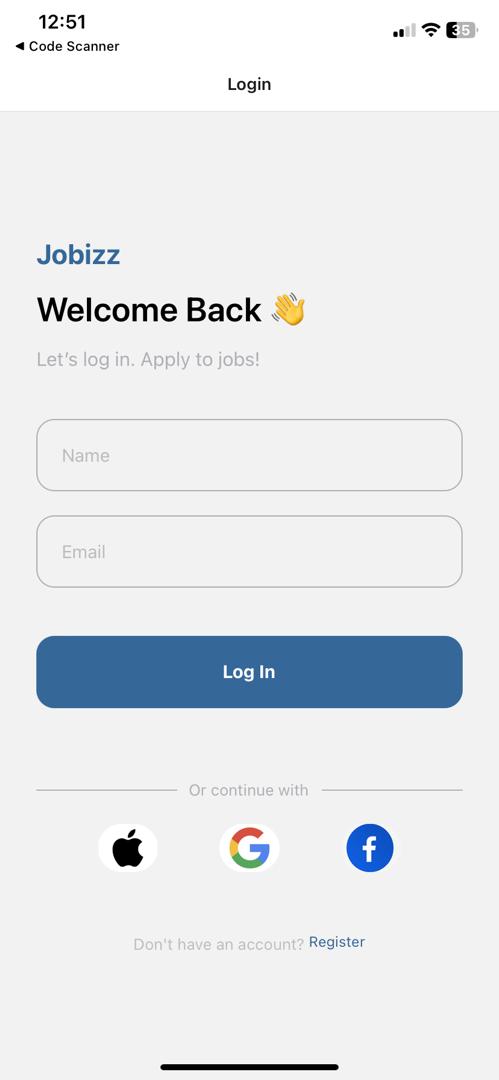 12:51
35
◀ Code Scanner
Login
Jobizz
Welcome Back 👋
Let’s log in. Apply to jobs!
Name
Email
Log In
Or continue with
Don't have an account? Register